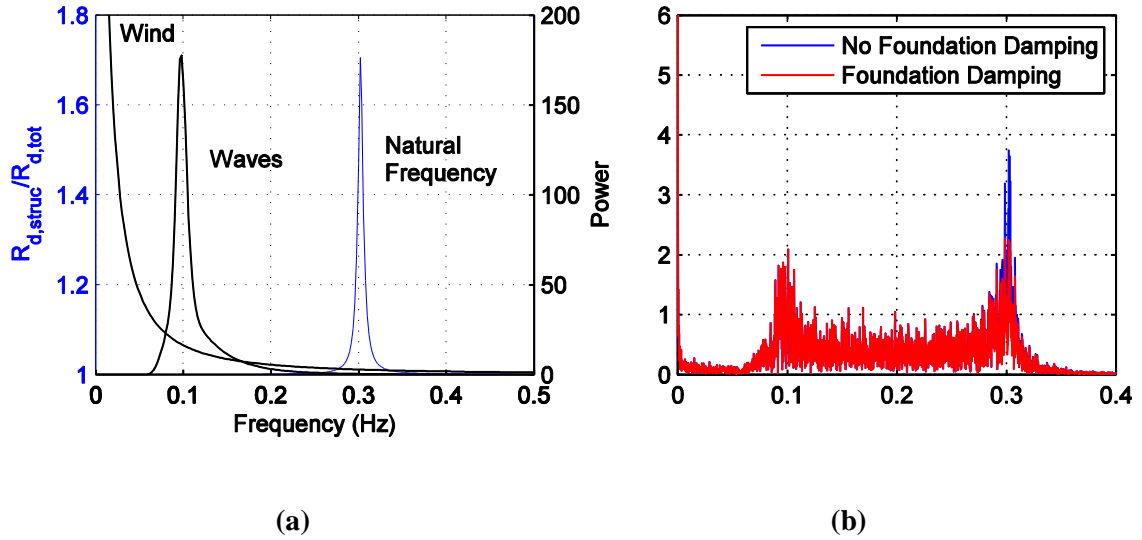 1.8
1.6
1.4
1.2
1
R_d,struc/R_d,tot
Wind
Waves
Natural
Frequency
200
150
100
50
0
Power
0 0.1 0.2 0.3 0.4 0.5
Frequency (Hz)
6
5
4
3
2
1
0
No Foundation Damping
Foundation Damping
0 0.1 0.2 0.3 0.4
(a) (b)